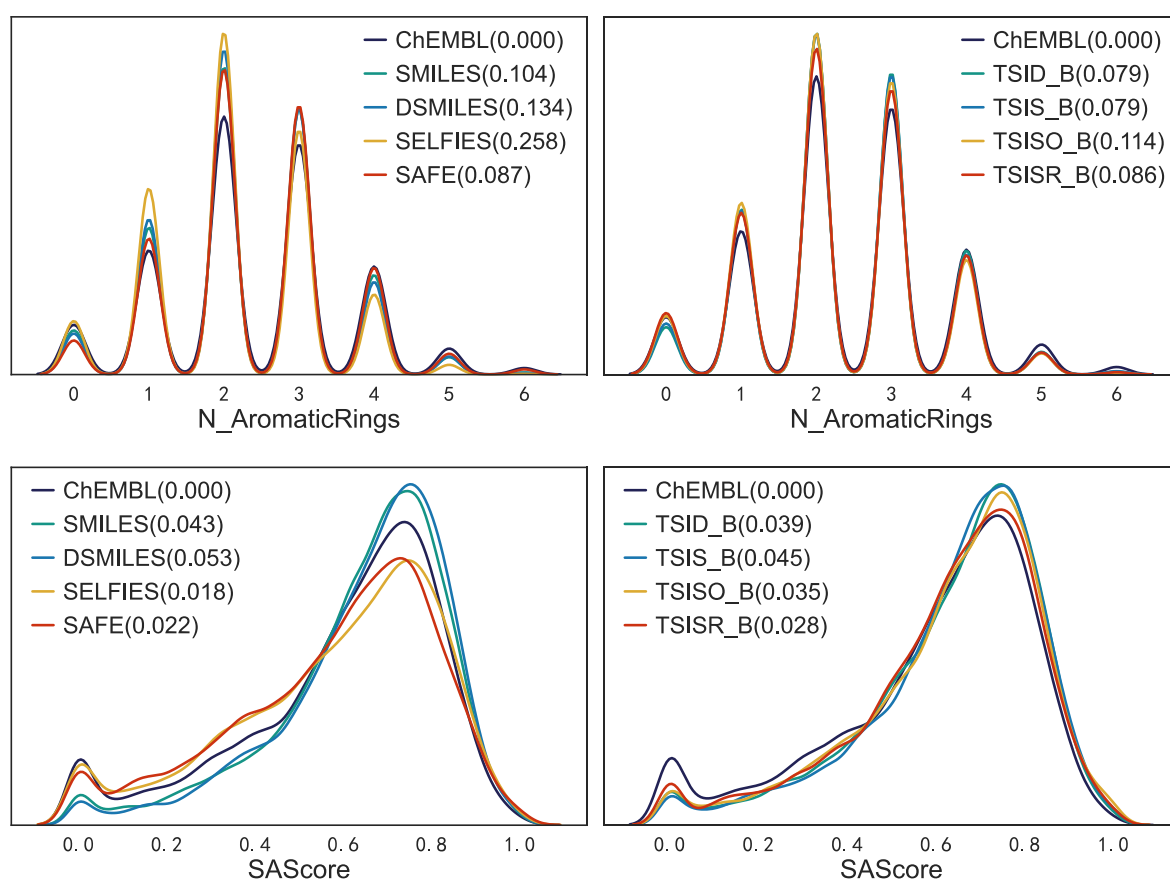 ChEMBL(0.000)
SMILES(0.104)
DSMILES(0.134)
SELFIES(0.258)
SAFE(0.087)
0 1 2 3 4 5 6
N_AromaticRings
ChEMBL(0.000)
TSID_B(0.079)
TSIS_B(0.079)
TSISO_B(0.114)
TSISR_B(0.086)
0 1 2 3 4 5 6
N_AromaticRings
ChEMBL(0.000)
SMILES(0.043)
DSMILES(0.053)
SELFIES(0.018)
SAFE(0.022)
0.0 0.2 0.4 0.6 0.8 1.0
SAScore
ChEMBL(0.000)
TSID_B(0.039)
TSIS_B(0.045)
TSISO_B(0.035)
TSISR_B(0.028)
0.0 0.2 0.4 0.6 0.8 1.0
SAScore